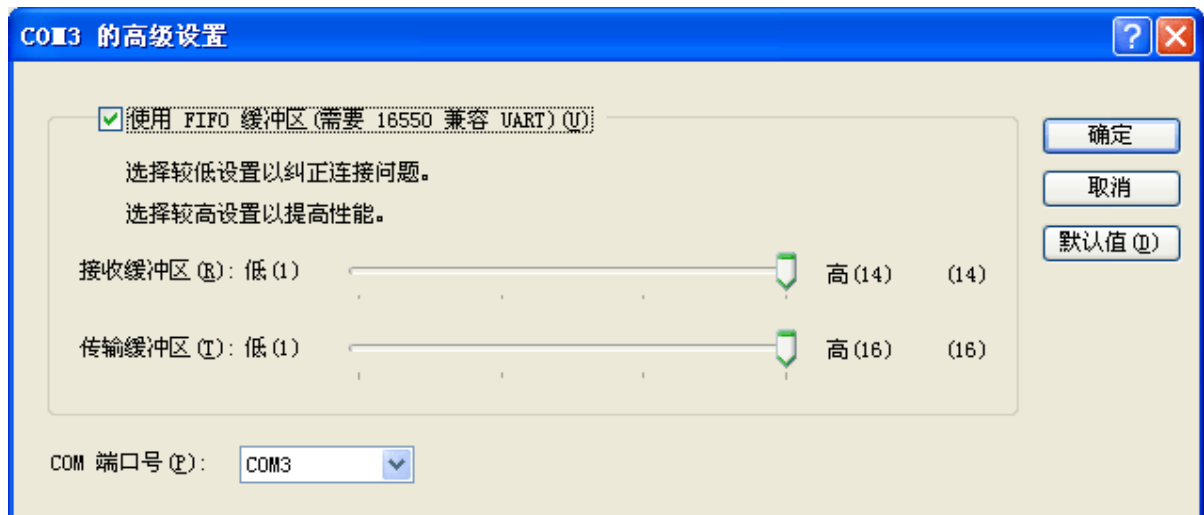 COM3 的高级设置
使用 FIFO 缓冲区(需要 16550 兼容 UART)(U)
选择较低设置以纠正连接问题。
选择较高设置以提高性能。
接收缓冲区(R): 低(1) 高(14) (14)
传输缓冲区(T): 低(1) 高(16) (16)
COM 端口号(P): COM3
确定
取消
默认值(D)